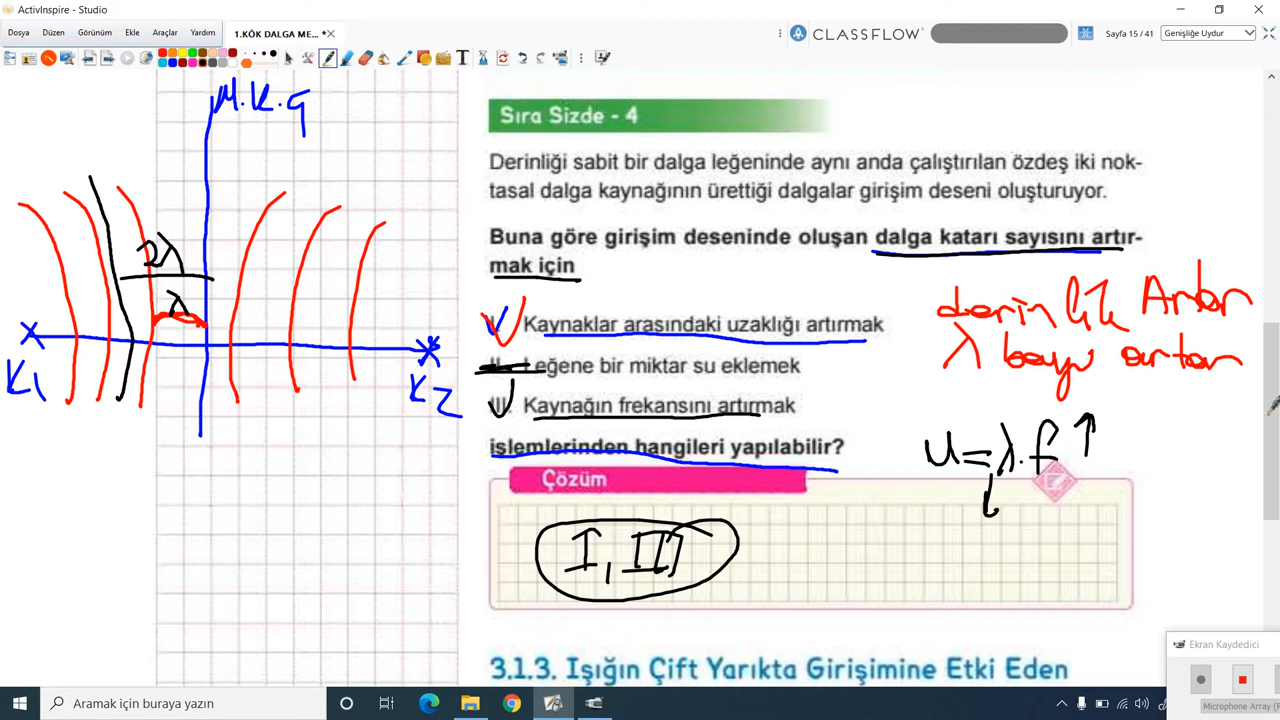 ActivInspire - Studio
Dosya Düzen Görünüm Ekle Araçlar Yardım
1.KÖK DALGA ME... *
CLASSFLOW
Sayfa 15 / 41
Genişliğe Uydur
M.K.Ç
2λ
λ
K1
K2
Sıra Sizde - 4
Derinliği sabit bir dalga leğeninde aynı anda çalıştırılan özdeş iki nok-
tasal dalga kaynağının ürettiği dalgalar girişim deseni oluşturuyor.
Buna göre girişim deseninde oluşan dalga katarı sayısını artır-
mak için
Kaynaklar arasındaki uzaklığı artırmak
eğene bir miktar su eklemek
III. Kaynağın frekansını artırmak
işlemlerinden hangileri yapılabilir?
derinlik Artar
λ boyu artar
Çözüm
I, III
3.1.3. Işığın Çift Yarıkta Girişimine Etki Eden
Ekran Kaydedici
Microphone Array (R
Aramak için buraya yazın